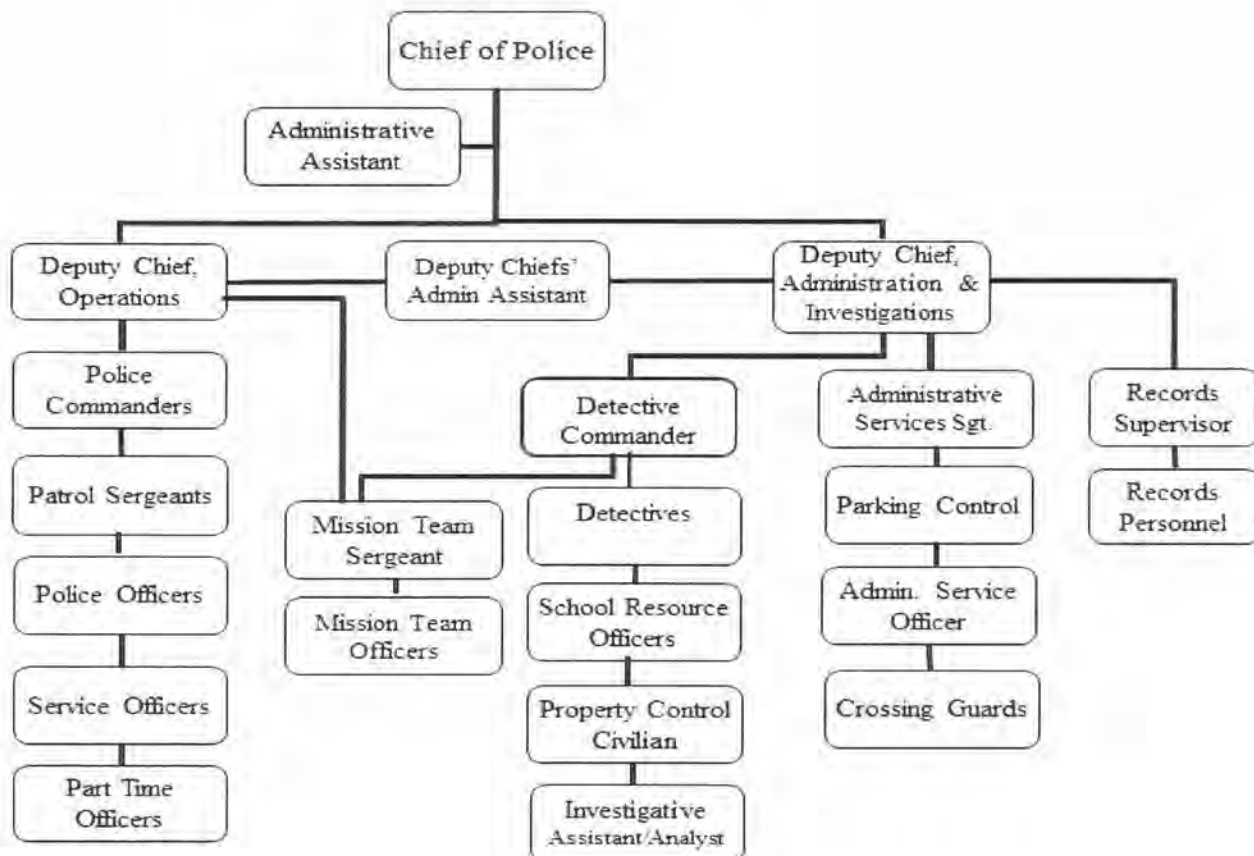 Chief of Police
Administrative
Assistant
Deputy Chief,
Operations
Deputy Chiefs'
Admin Assistant
Deputy Chief,
Administration &
Investigations
Police
Commanders
Detective
Commander
Administrative
Services Sgt.
Records
Supervisor
Patrol Sergeants
Mission Team
Sergeant
Detectives
Parking Control
Records
Personnel
Police Officers
Mission Team
Officers
School Resource
Officers
Admin. Service
Officer
Service Officers
Property Control
Civilian
Crossing Guards
Part Time
Officers
Investigative
Assistant/Analyst